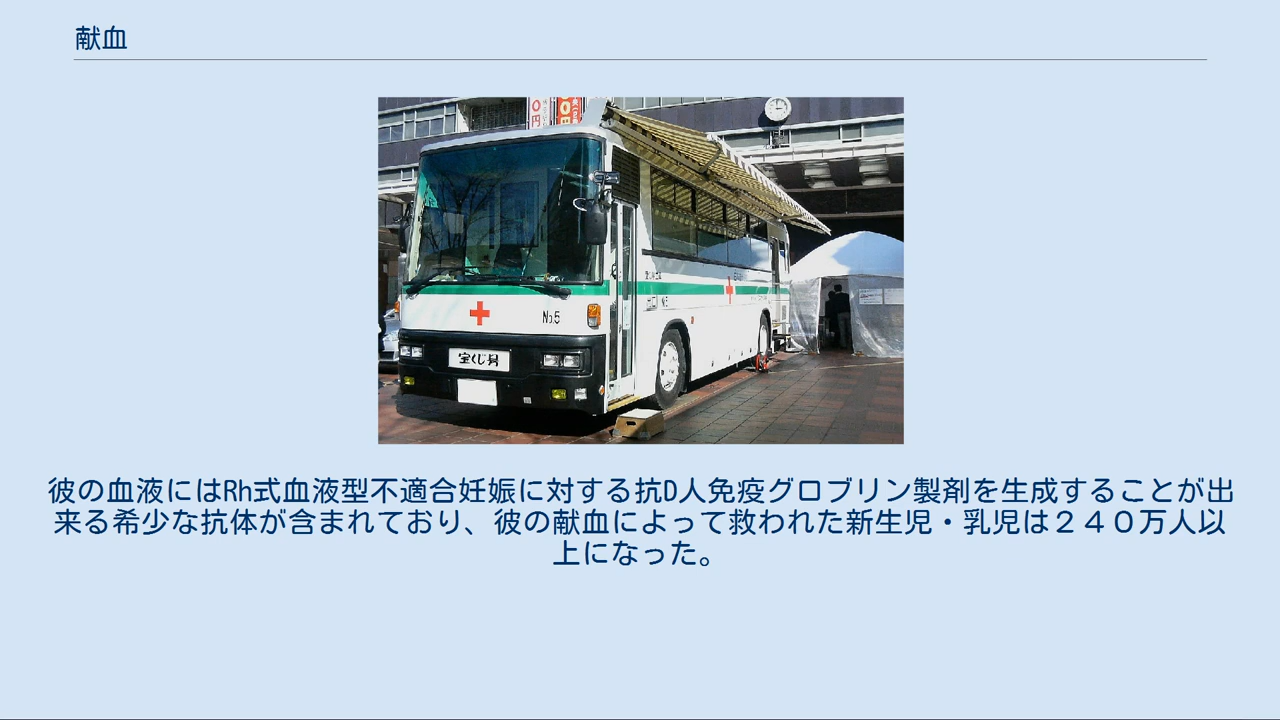 献血
０円
No.5
宝くじ号
彼の血液にはRh式血液型不適合妊娠に対する抗D人免疫グロブリン製剤を生成することが出
来る希少な抗体が含まれており、彼の献血によって救われた新生児・乳児は２４０万人以
上になった。